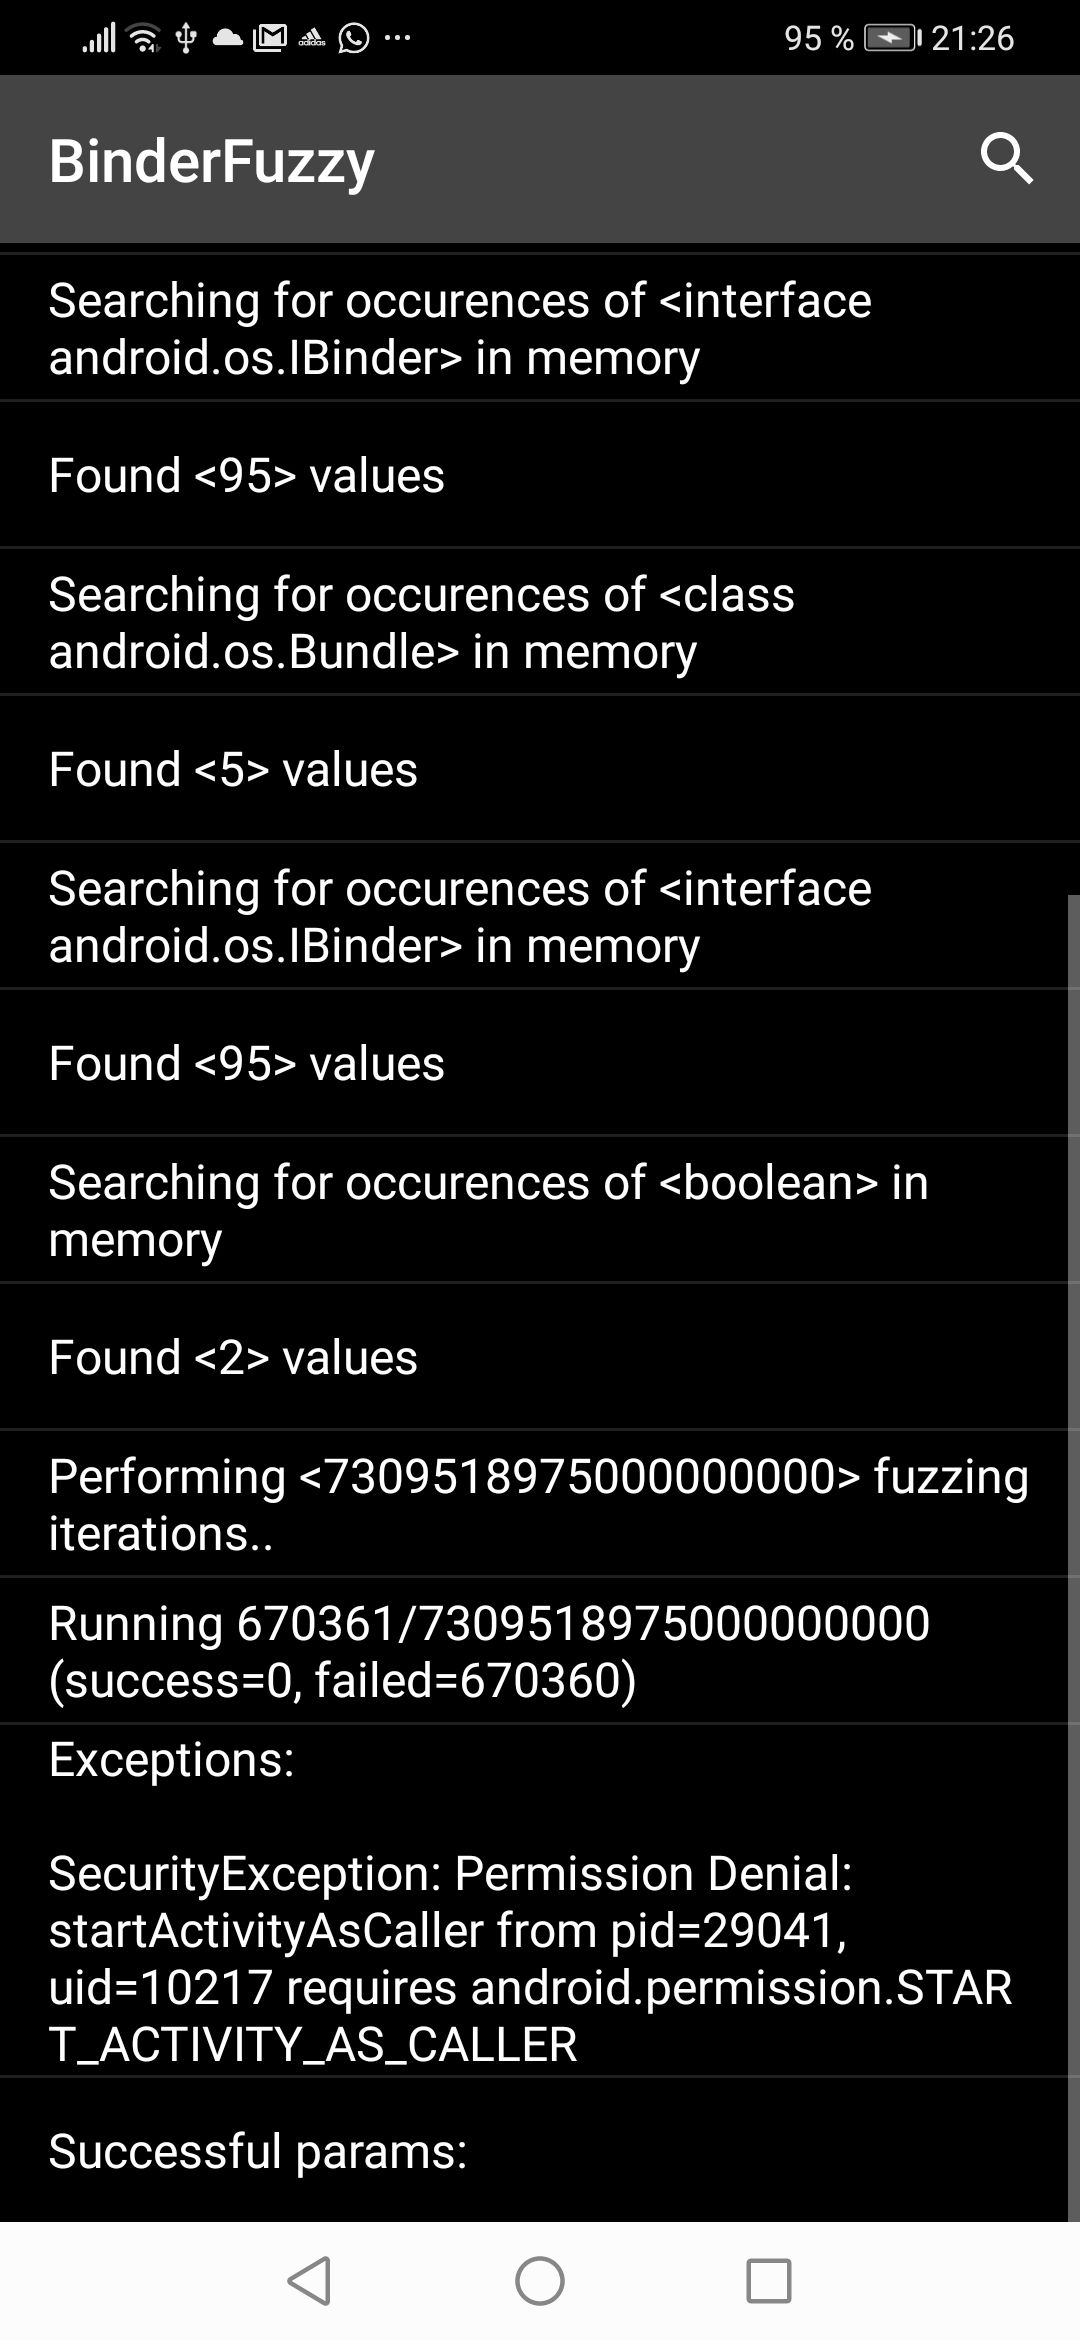 95 % 21:26
BinderFuzzy
Searching for occurences of <interface
android.os.IBinder> in memory
Found <95> values
Searching for occurences of <class
android.os.Bundle> in memory
Found <5> values
Searching for occurences of <interface
android.os.IBinder> in memory
Found <95> values
Searching for occurences of <boolean> in
memory
Found <2> values
Performing <7309518975000000000> fuzzing
iterations..
Running 670361/7309518975000000000
(success=0, failed=670360)
Exceptions:
SecurityException: Permission Denial:
startActivityAsCaller from pid=29041,
uid=10217 requires android.permission.STAR
T_ACTIVITY_AS_CALLER
Successful params: